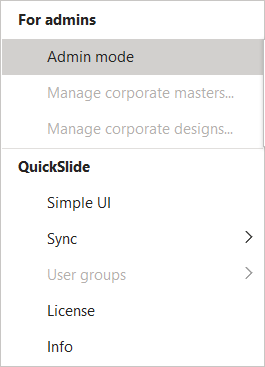 For admins
Admin mode
Manage corporate masters...
Manage corporate designs...
QuickSlide
Simple UI
Sync
User groups
License
Info